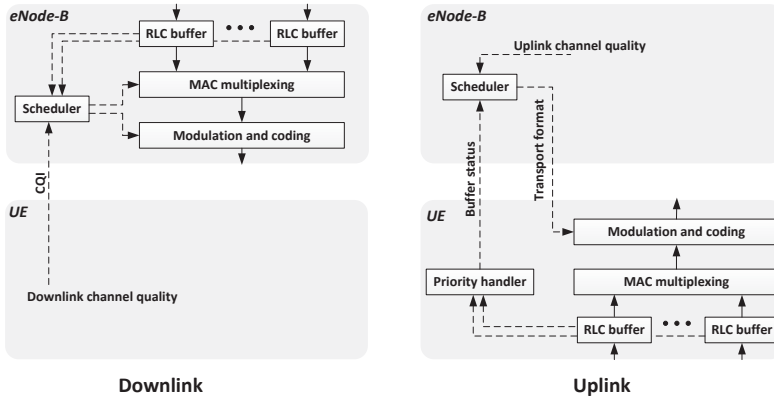 eNode-B
RLC buffer
RLC buffer
MAC multiplexing
Scheduler
Modulation and coding
CQI
UE
Downlink channel quality
Downlink
eNode-B
Uplink channel quality
Scheduler
Buffer status
Transport format
UE
Modulation and coding
Priority handler
MAC multiplexing
RLC buffer
RLC buffer
Uplink